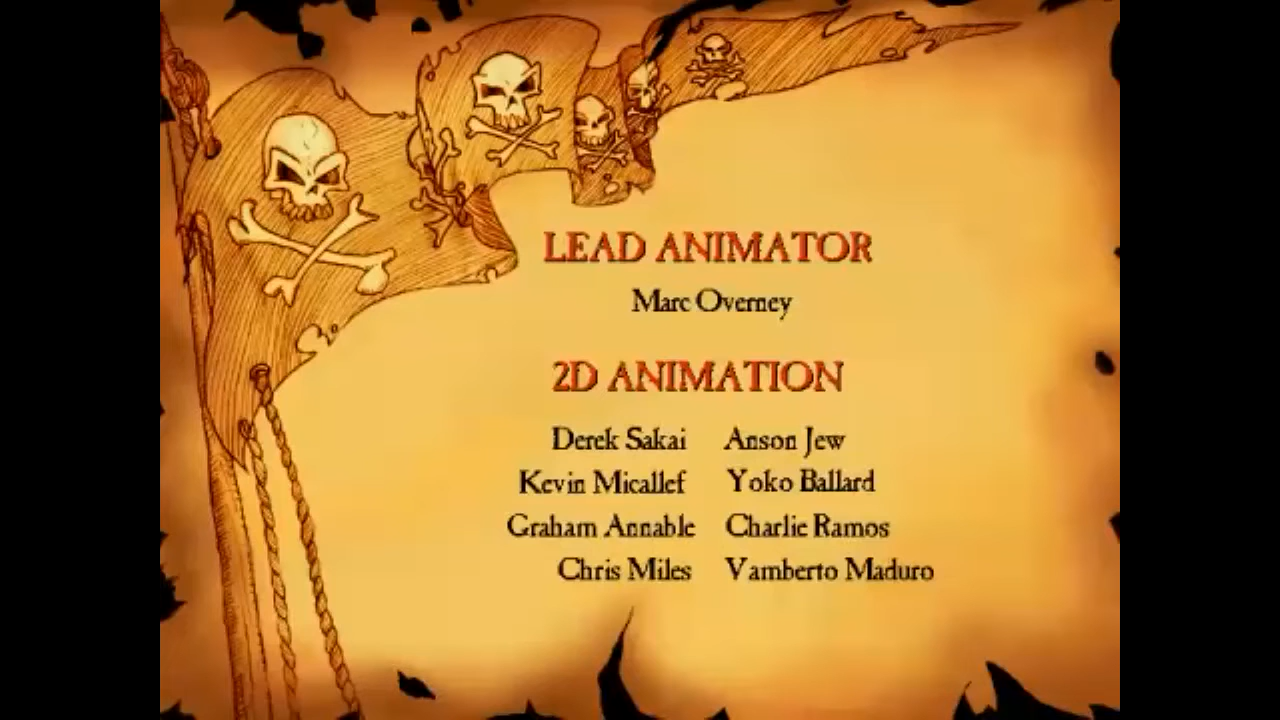 LEAD ANIMATOR
Marc Overney
2D ANIMATION
Derek Sakai Anson Jew
Kevin Micallef Yoko Ballard
Graham Annable Charlie Ramos
Chris Miles Vamberto Maduro